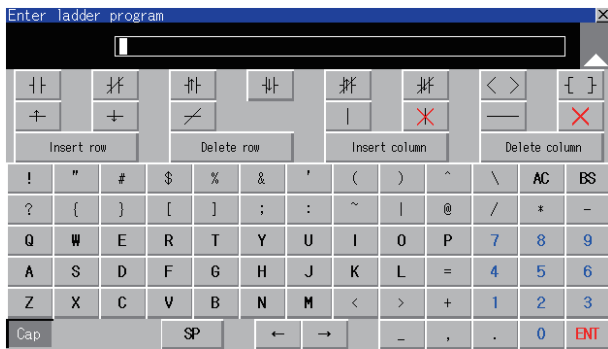 Enter ladder program
Insert row Delete row Insert column Delete column
! " # $ % & ' ( ) ^ \ AC BS
? { } [ ] ; : ~ | @ / * -
Q W E R T Y U I O P 7 8 9
A S D F G H J K L = 4 5 6
Z X C V B N M < > + 1 2 3
Cap SP ← → _ , . 0 ENT